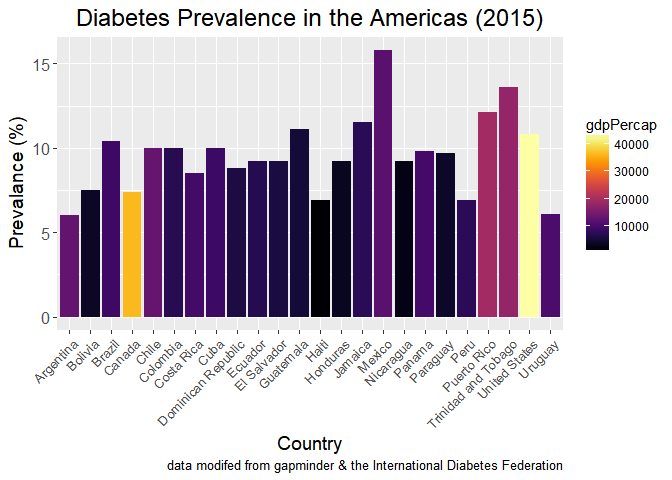 Diabetes Prevalence in the Americas (2015)
Prevalance (%)
15
10
5
0
Argentina
Bolivia
Brazil
Canada
Chile
Colombia
Costa Rica
Cuba
Dominican Republic
Ecuador
El Salvador
Guatemala
Haiti
Honduras
Jamaica
Mexico
Nicaragua
Panama
Paraguay
Peru
Puerto Rico
Trinidad and Tobago
United States
Uruguay
Country
gdpPercap
40000
30000
20000
10000
data modifed from gapminder & the International Diabetes Federation